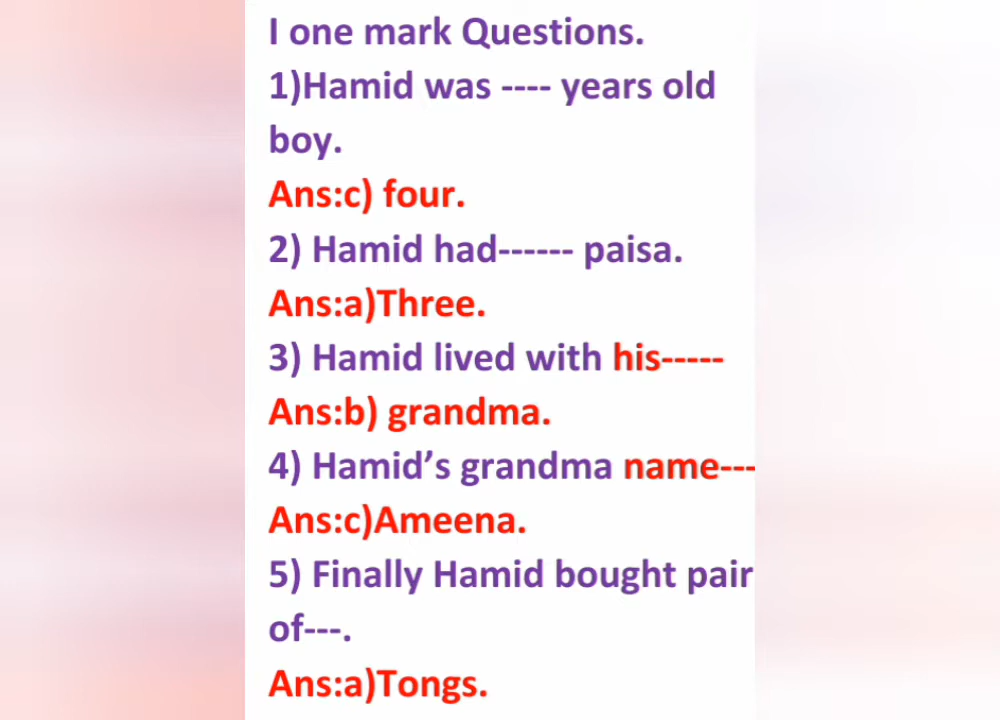 I one mark Questions.
1)Hamid was ---- years old
boy.
Ans:c) four.
2) Hamid had------ paisa.
Ans:a)Three.
3) Hamid lived with his-----
Ans:b) grandma.
4) Hamid’s grandma name---
Ans:c)Ameena.
5) Finally Hamid bought pair
of---.
Ans:a)Tongs.